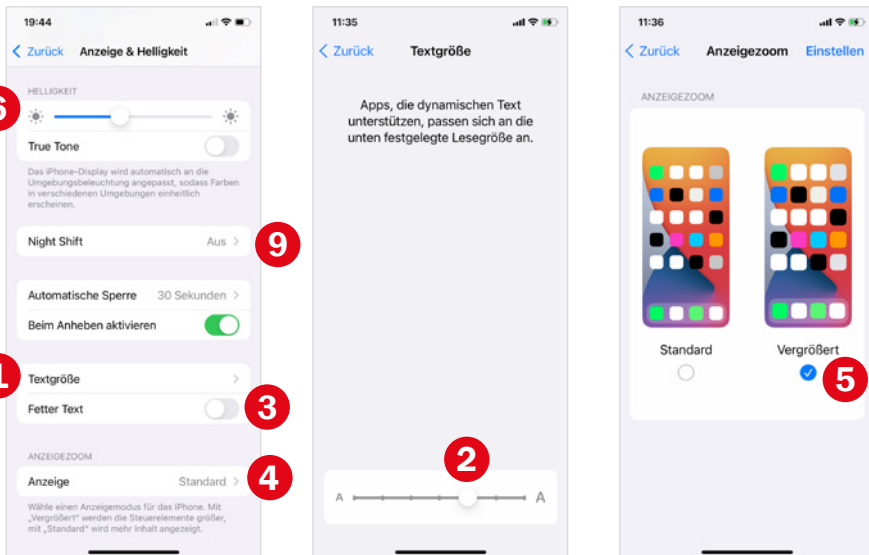 19:44
Zurück Anzeige & Helligkeit
HELLIGKEIT
6
True Tone
Das iPhone-Display wird automatisch an die
Umgebungsbeleuchtung angepasst, sodass Farben
in verschiedenen Umgebungen einheitlich
erscheinen.
Night Shift Aus
9
Automatische Sperre 30 Sekunden
Beim Anheben aktivieren
1
Textgröße
Fetter Text
3
ANZEIGEZOOM
Anzeige Standard
4
Wähle einen Anzeigemodus für das iPhone. Mit
„Vergrößert“ werden die Steuerelemente größer,
mit „Standard“ wird mehr Inhalt angezeigt.
11:35
Zurück Textgröße
Apps, die dynamischen Text
unterstützen, passen sich an die
unten festgelegte Lesegröße an.
2
A A
11:36
Zurück Anzeigezoom Einstellen
ANZEIGEZOOM
Standard Vergrößert
5